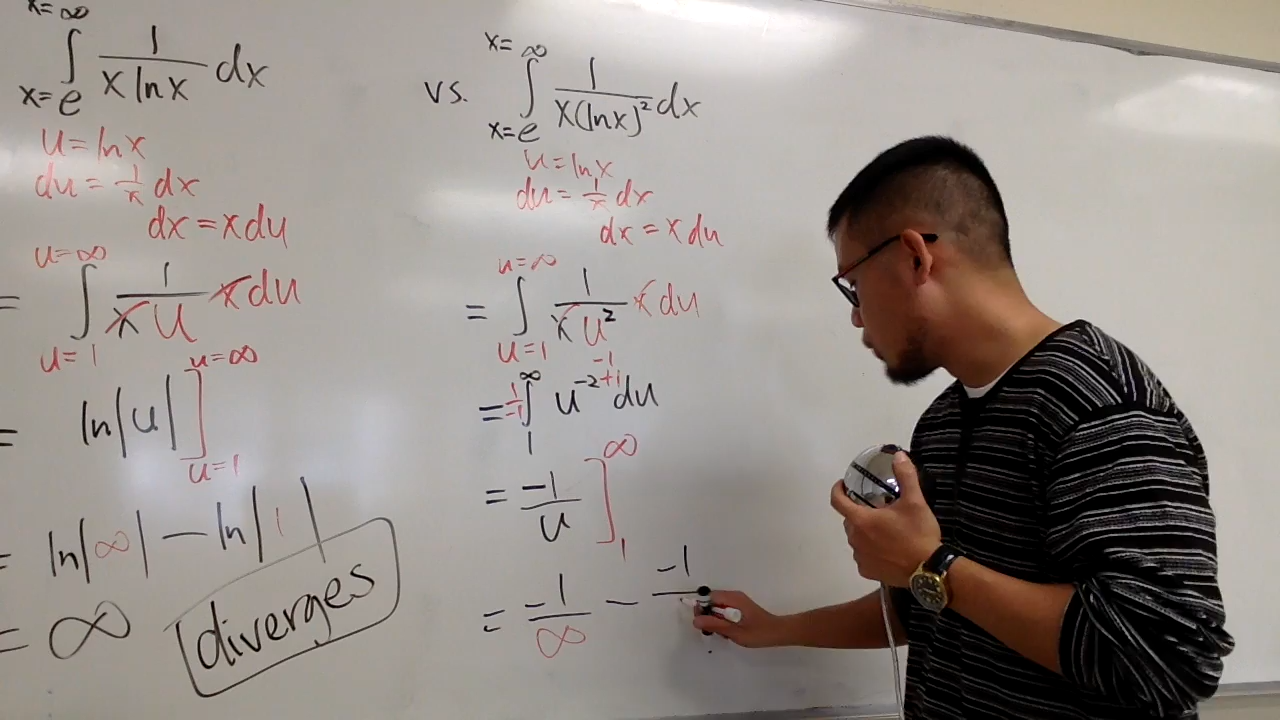 x=∞
∫ 1/(x ln x) dx
x=e
u = ln x
du = 1/x dx
dx = x du
u=∞
= ∫ 1/(x u) x du
u=1
= ln|u| ] u=∞
u=1
= ln|∞| − ln|1|
= ∞
diverges
vs.
x=∞
∫ 1/(x(ln x)²) dx
x=e
u = ln x
du = 1/x dx
dx = x du
u=∞
= ∫ 1/(x u²) x du
u=1
-1
= 1/-1 ∫ u^-2+1 du
∞
1
= -1/u ] ∞
1
= -1/∞ − -1